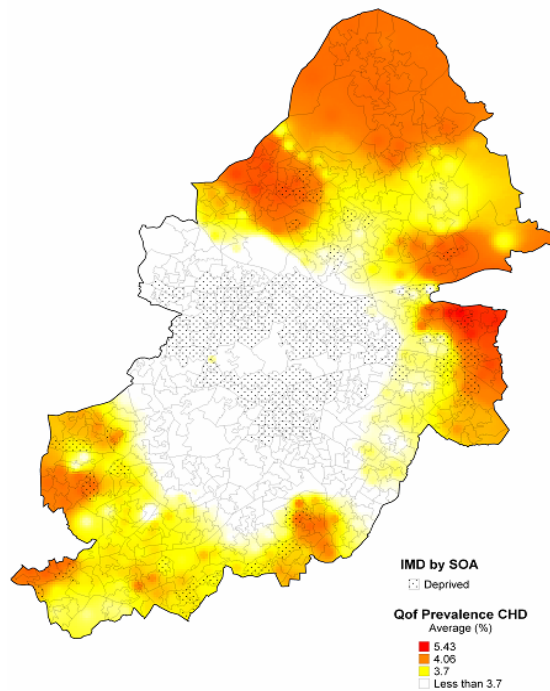 IMD by SOA
Deprived
Qof Prevalence CHD
Average (%)
5.43
4.06
3.7
Less than 3.7